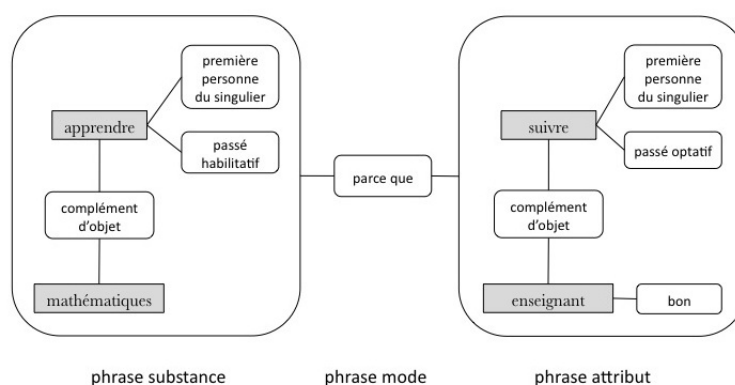 première
personne
du singulier
apprendre
passé
habilitatif
complément
d'objet
mathématiques
parce que
première
personne
du singulier
suivre
passé optatif
complément
d'objet
enseignant
bon
phrase substance
phrase mode
phrase attribut